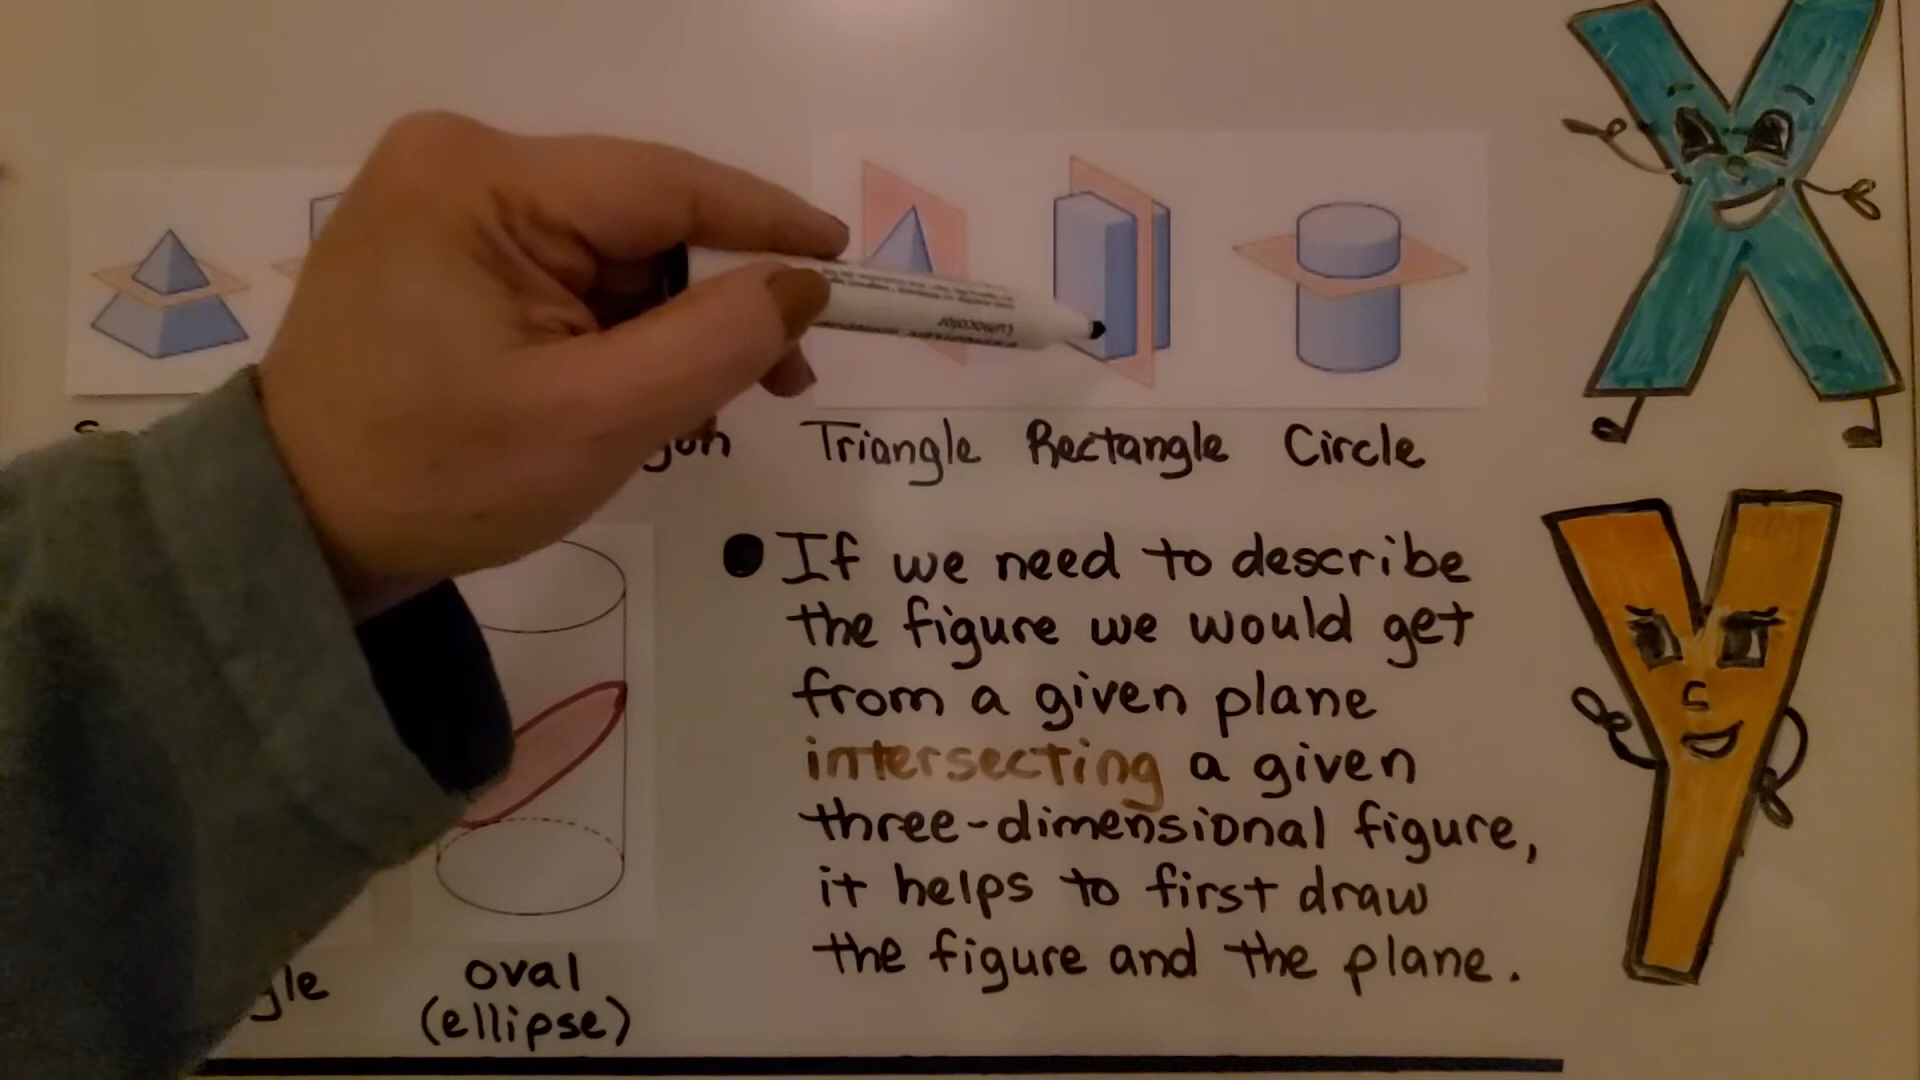 Triangle Rectangle Circle
If we need to describe
the figure we would get
from a given plane
intersecting a given
three-dimensional figure,
it helps to first draw
the figure and the plane.
oval
(ellipse)
Lumocolor